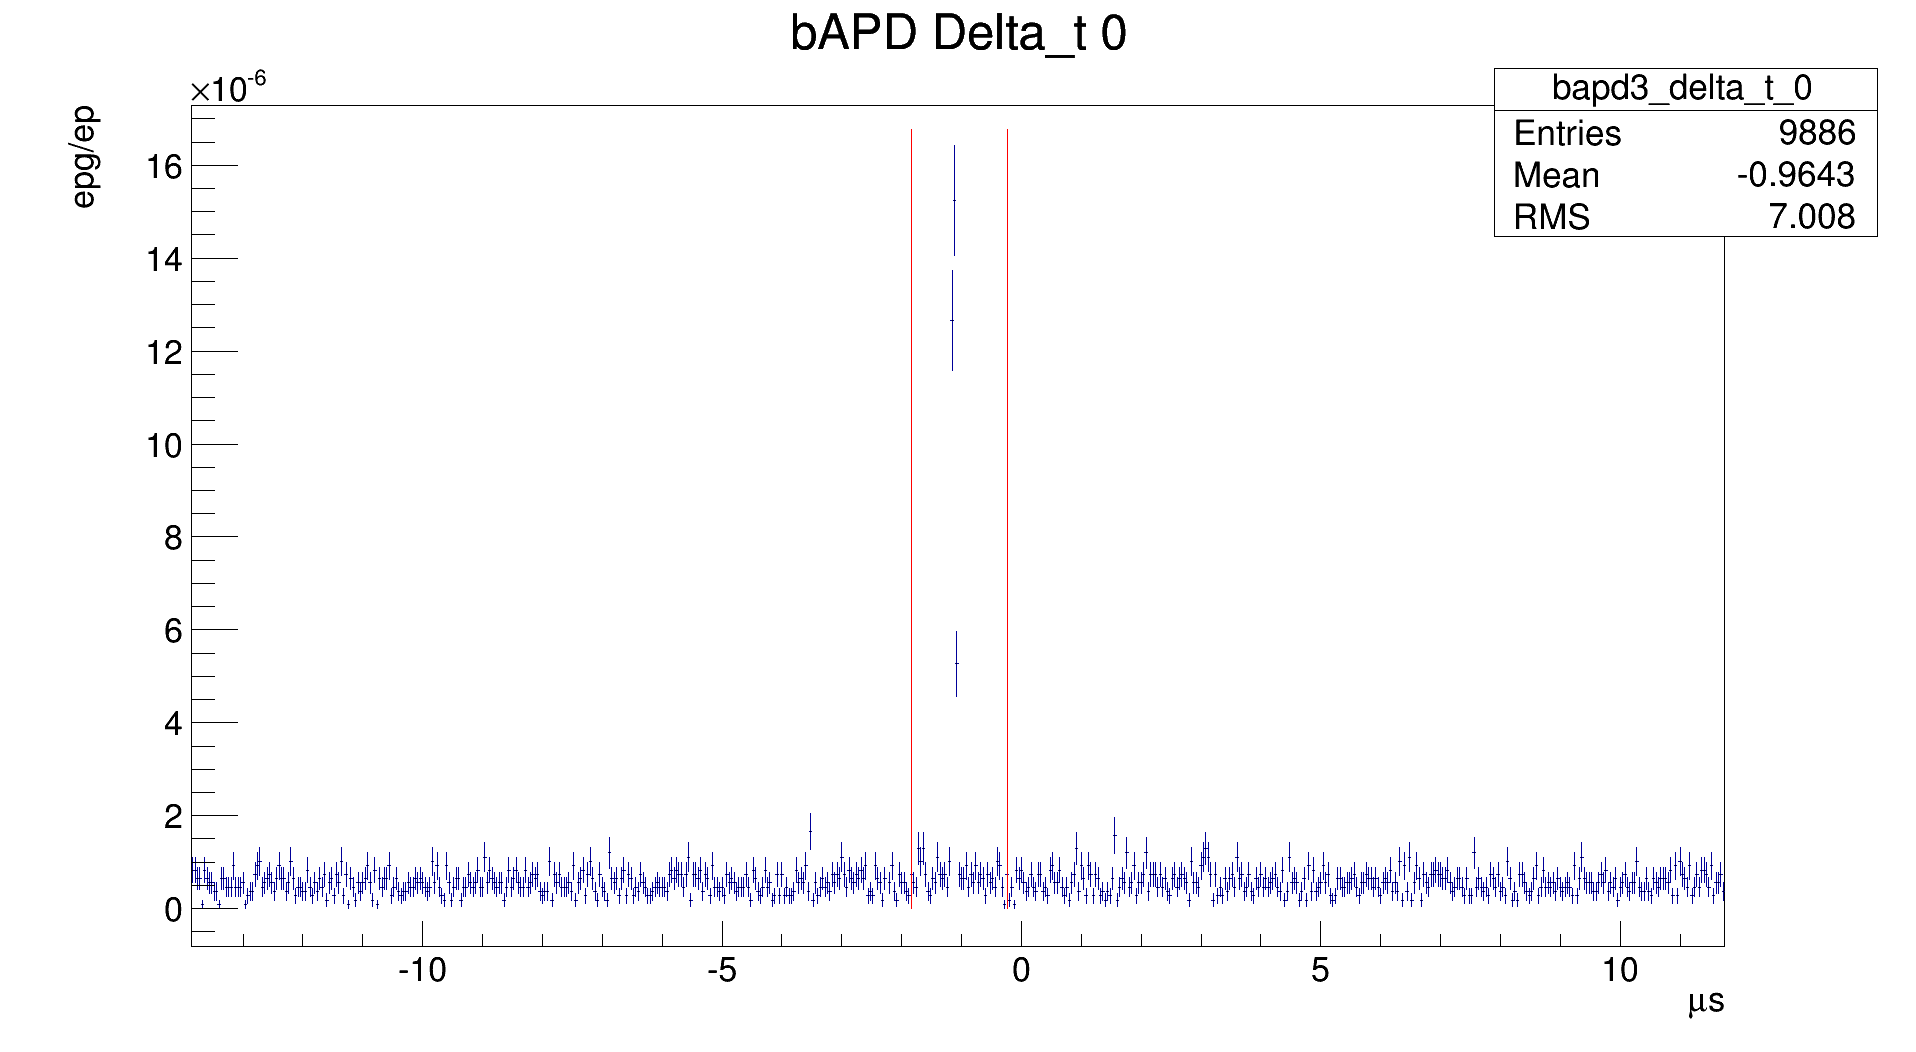 bAPD Delta_t 0
×10⁻⁶
epg/ep
bapd3_delta_t_0
Entries 9886
Mean -0.9643
RMS 7.008
16
14
12
10
8
6
4
2
0
-10 -5 0 5 10
μs